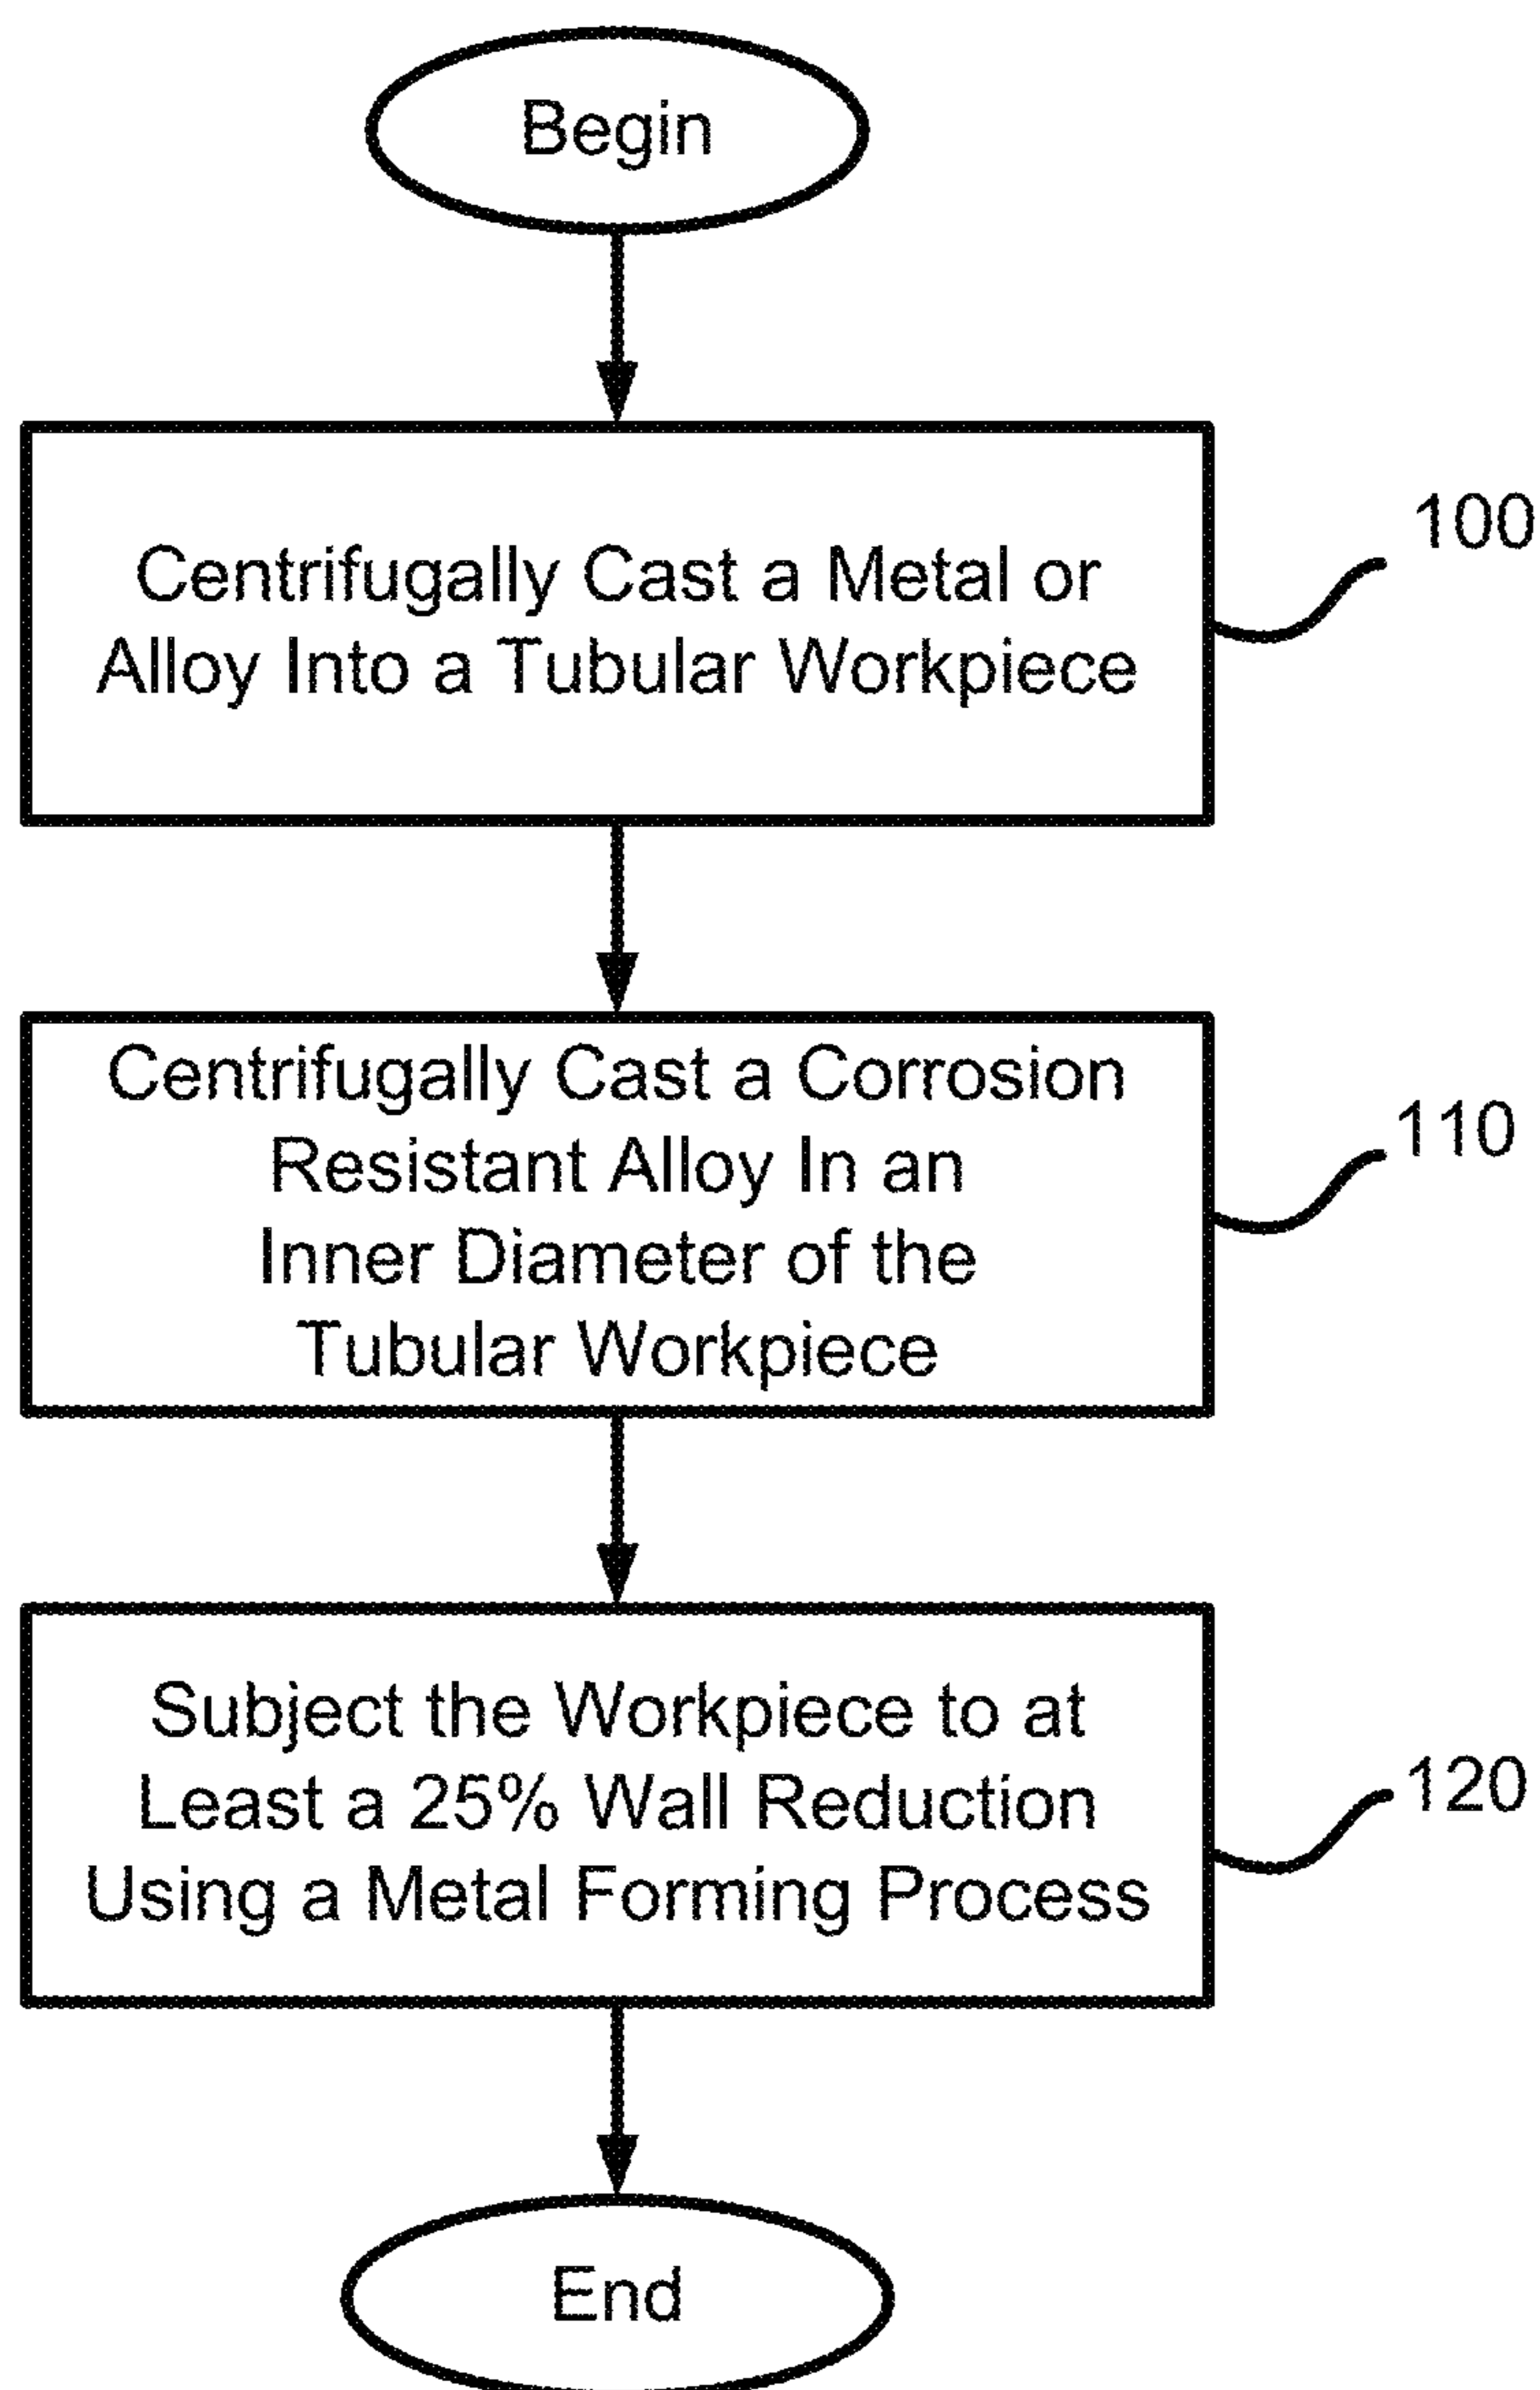 Begin
Centrifugally Cast a Metal or
Alloy Into a Tubular Workpiece
100
Centrifugally Cast a Corrosion
Resistant Alloy In an
Inner Diameter of the
Tubular Workpiece
110
Subject the Workpiece to at
Least a 25% Wall Reduction
Using a Metal Forming Process
120
End